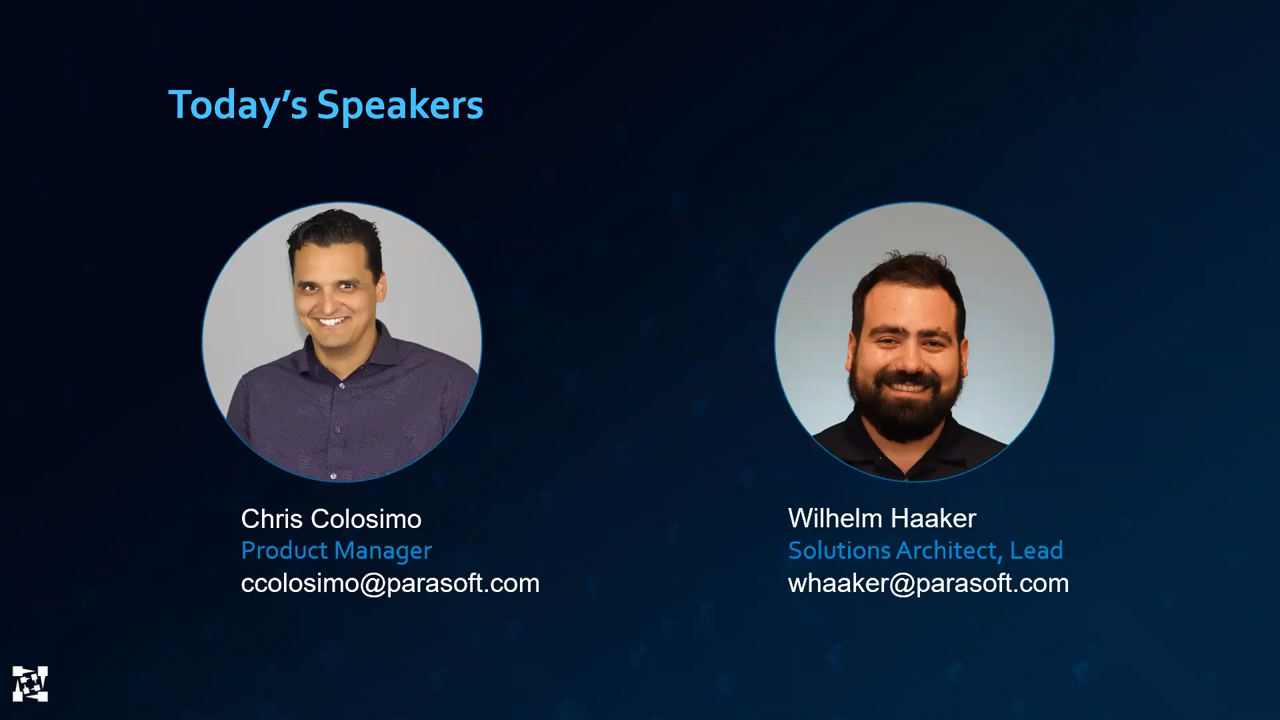 Today’s Speakers
Chris Colosimo
Product Manager
ccolosimo@parasoft.com
Wilhelm Haaker
Solutions Architect, Lead
whaaker@parasoft.com